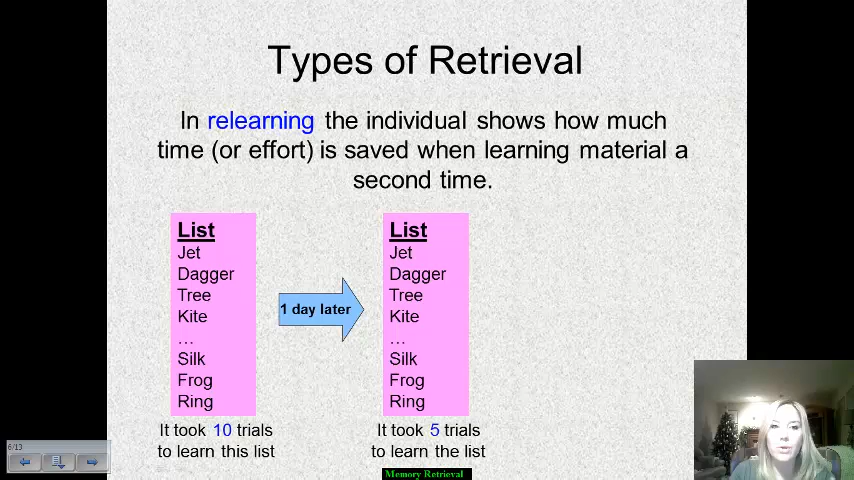 Types of Retrieval
In relearning the individual shows how much
time (or effort) is saved when learning material a
second time.
List
Jet
Dagger
Tree
Kite
…
Silk
Frog
Ring
1 day later
List
Jet
Dagger
Tree
Kite
…
Silk
Frog
Ring
It took 10 trials
to learn this list
It took 5 trials
to learn the list
6/13
Memory Retrieval